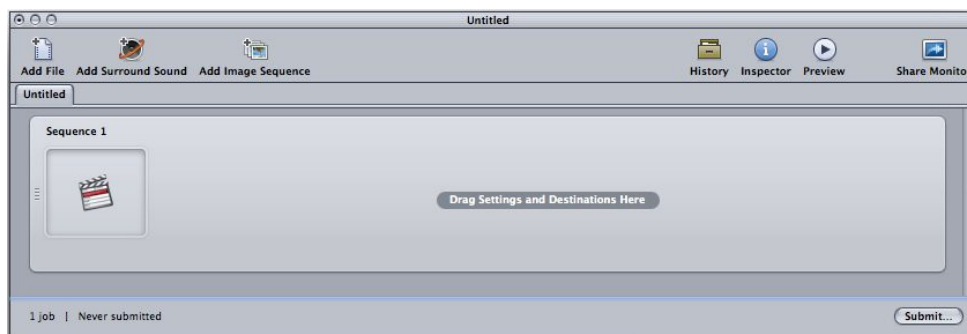 Untitled
Add File Add Surround Sound Add Image Sequence History Inspector Preview Share Monito
Untitled
Sequence 1
Drag Settings and Destinations Here
1 job | Never submitted Submit...